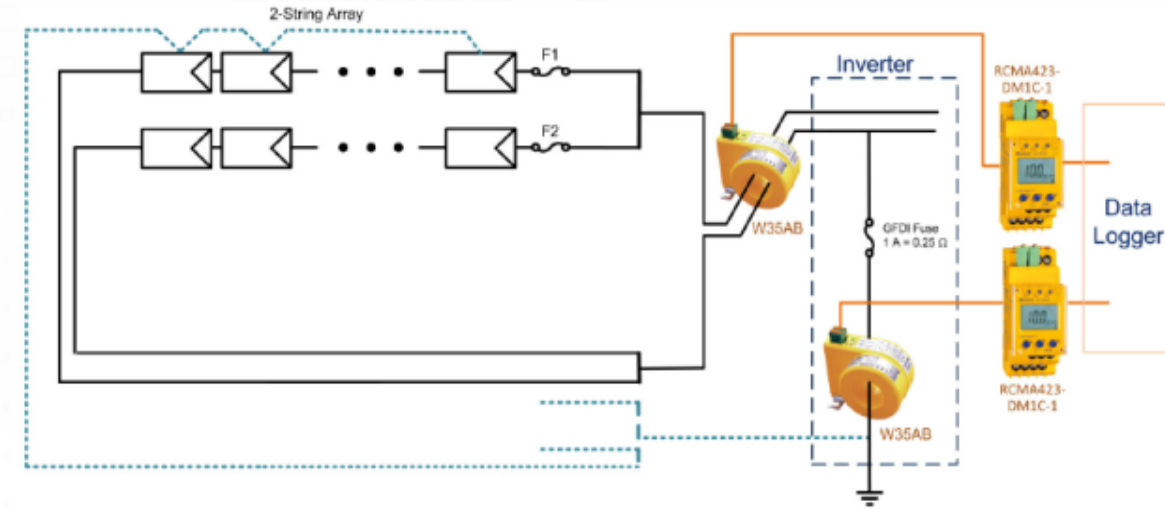 2-String Array
F1
F2
Inverter
RCMA423-
DM1C-1
W35AB
GFDI Fuse
1 A = 0.25 Ω
Data
Logger
RCMA423-
DM1C-1
W35AB